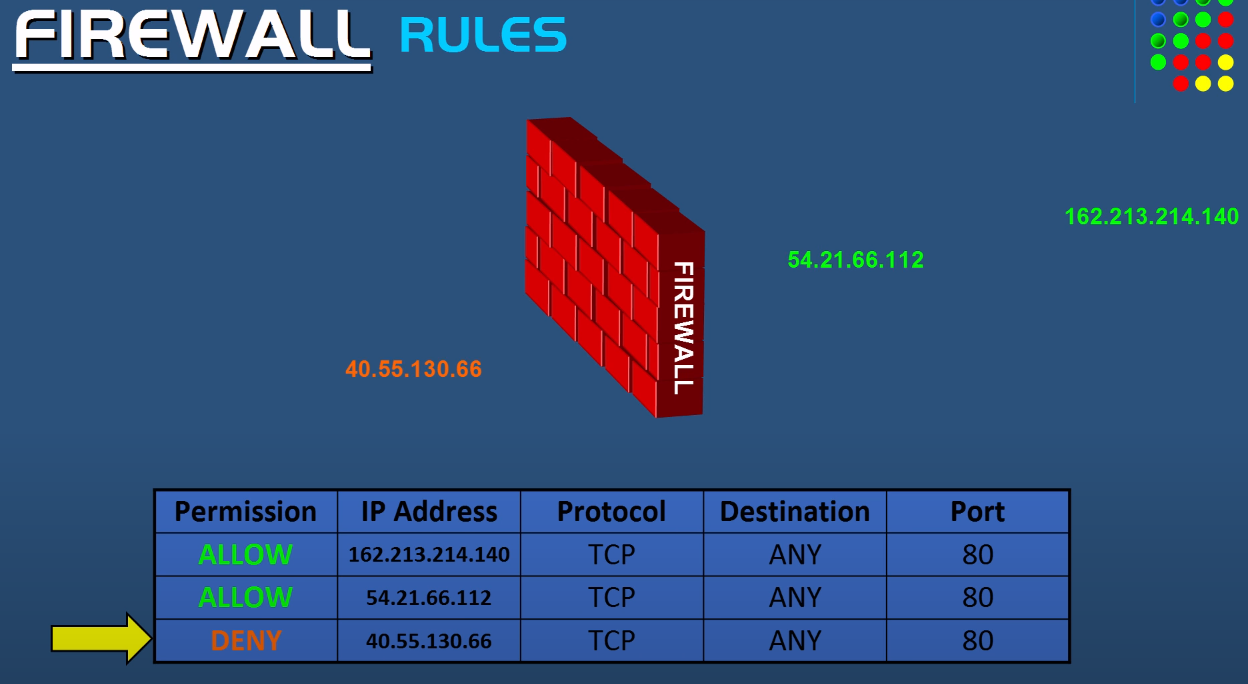 FIREWALL RULES
162.213.214.140
54.21.66.112
FIREWALL
40.55.130.66
Permission IP Address Protocol Destination Port
ALLOW 162.213.214.140 TCP ANY 80
ALLOW 54.21.66.112 TCP ANY 80
DENY 40.55.130.66 TCP ANY 80